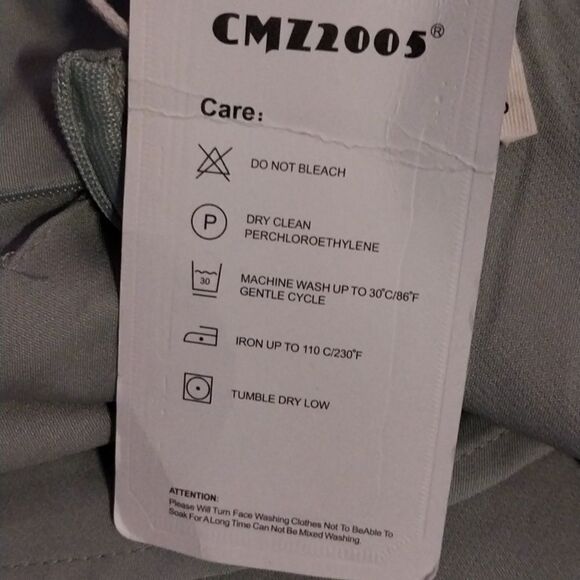 CMZ2005®
Care:
DO NOT BLEACH
P
DRY CLEAN
PERCHLOROETHYLENE
30
MACHINE WASH UP TO 30°C/86°F
GENTLE CYCLE
IRON UP TO 110 C/230°F
TUMBLE DRY LOW
ATTENTION:
Please Will Turn Face Washing Clothes Not To BeAble To
Soak For A Long Time Can Not Be Mixed Washing.